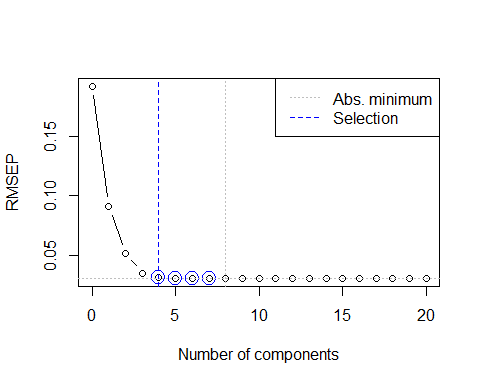 Abs. minimum
Selection
RMSEP
0.15
0.10
0.05
0 5 10 15 20
Number of components